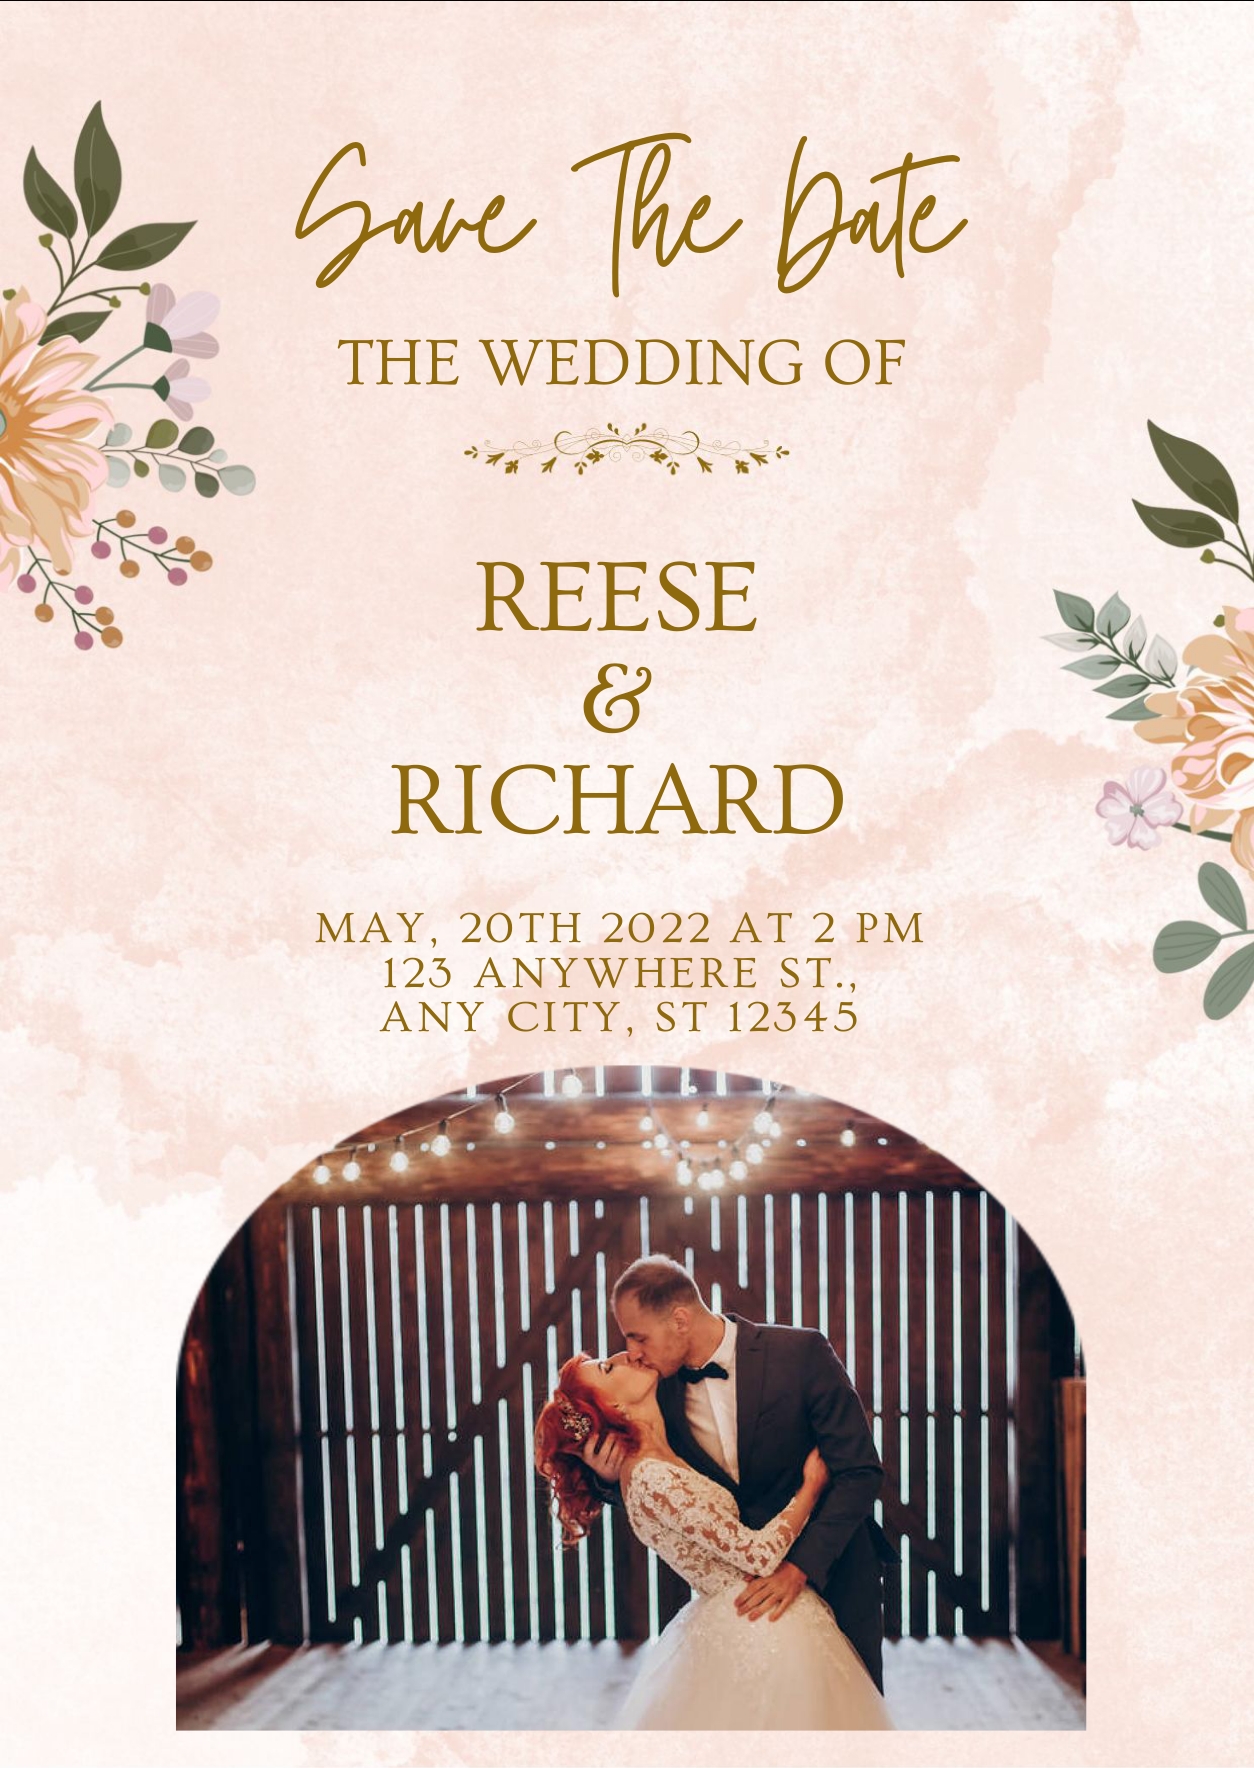 Save The Date
THE WEDDING OF
REESE
&
RICHARD
MAY, 20TH 2022 AT 2 PM
123 ANYWHERE ST.,
ANY CITY, ST 12345